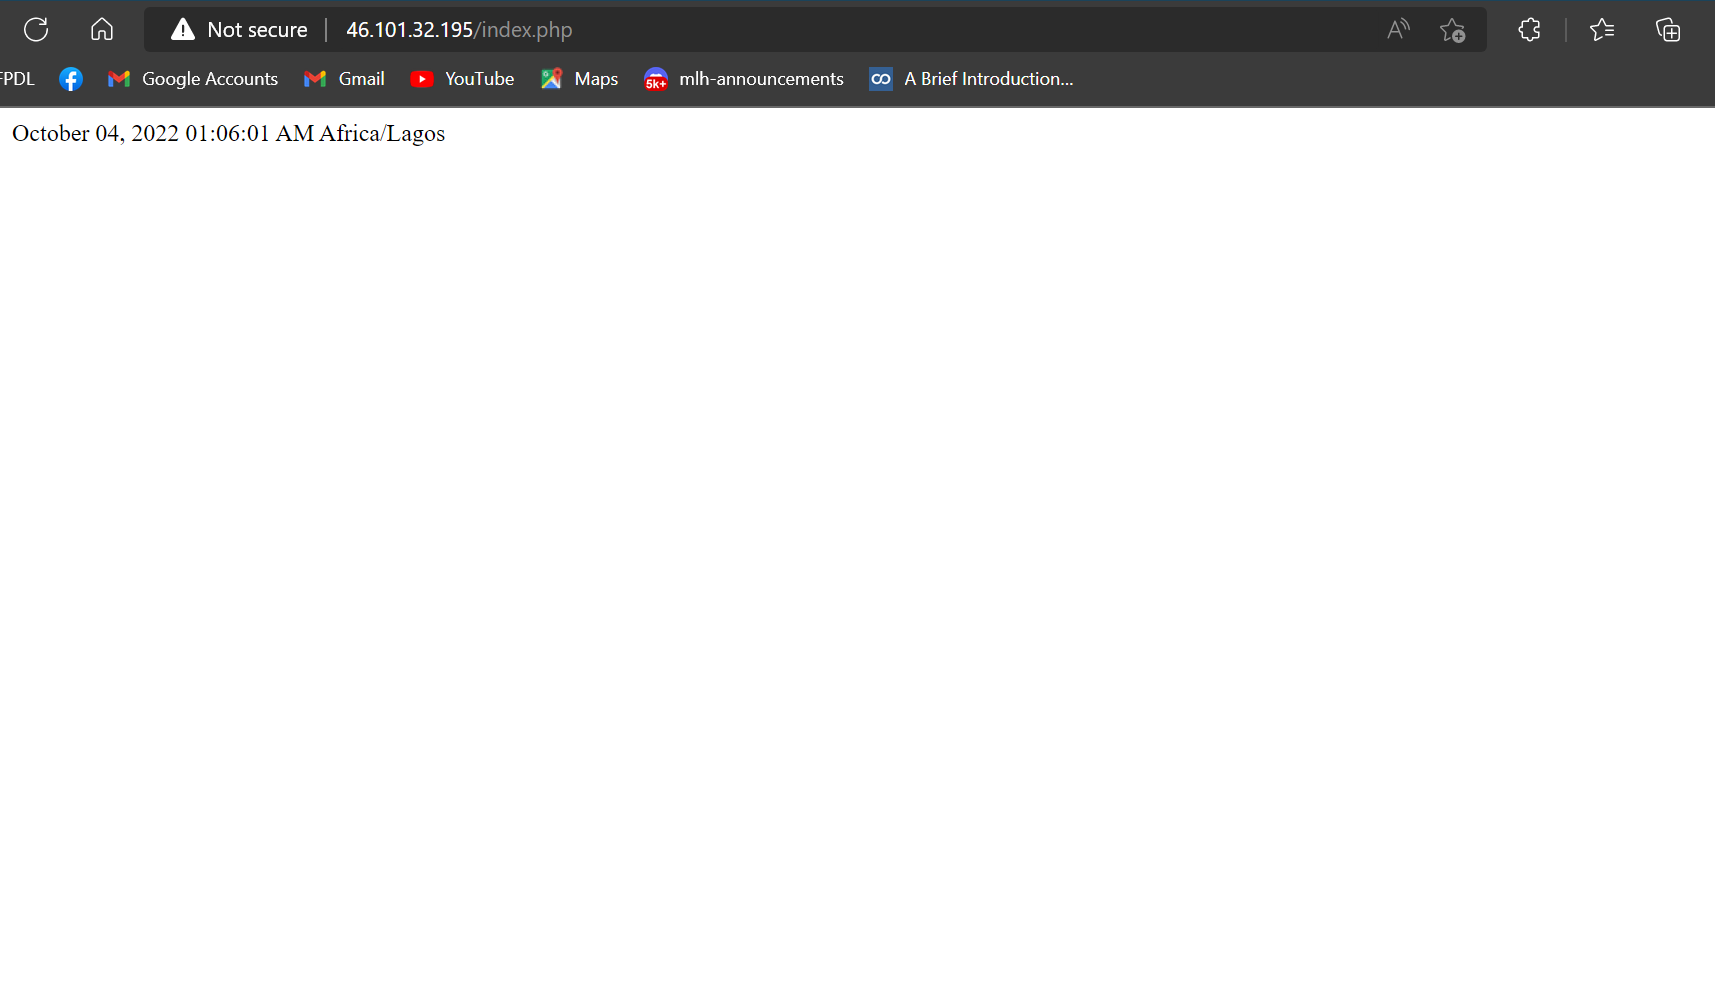 Not secure | 46.101.32.195/index.php
FPDL Google Accounts Gmail YouTube Maps 5k+ mlh-announcements A Brief Introduction...
October 04, 2022 01:06:01 AM Africa/Lagos